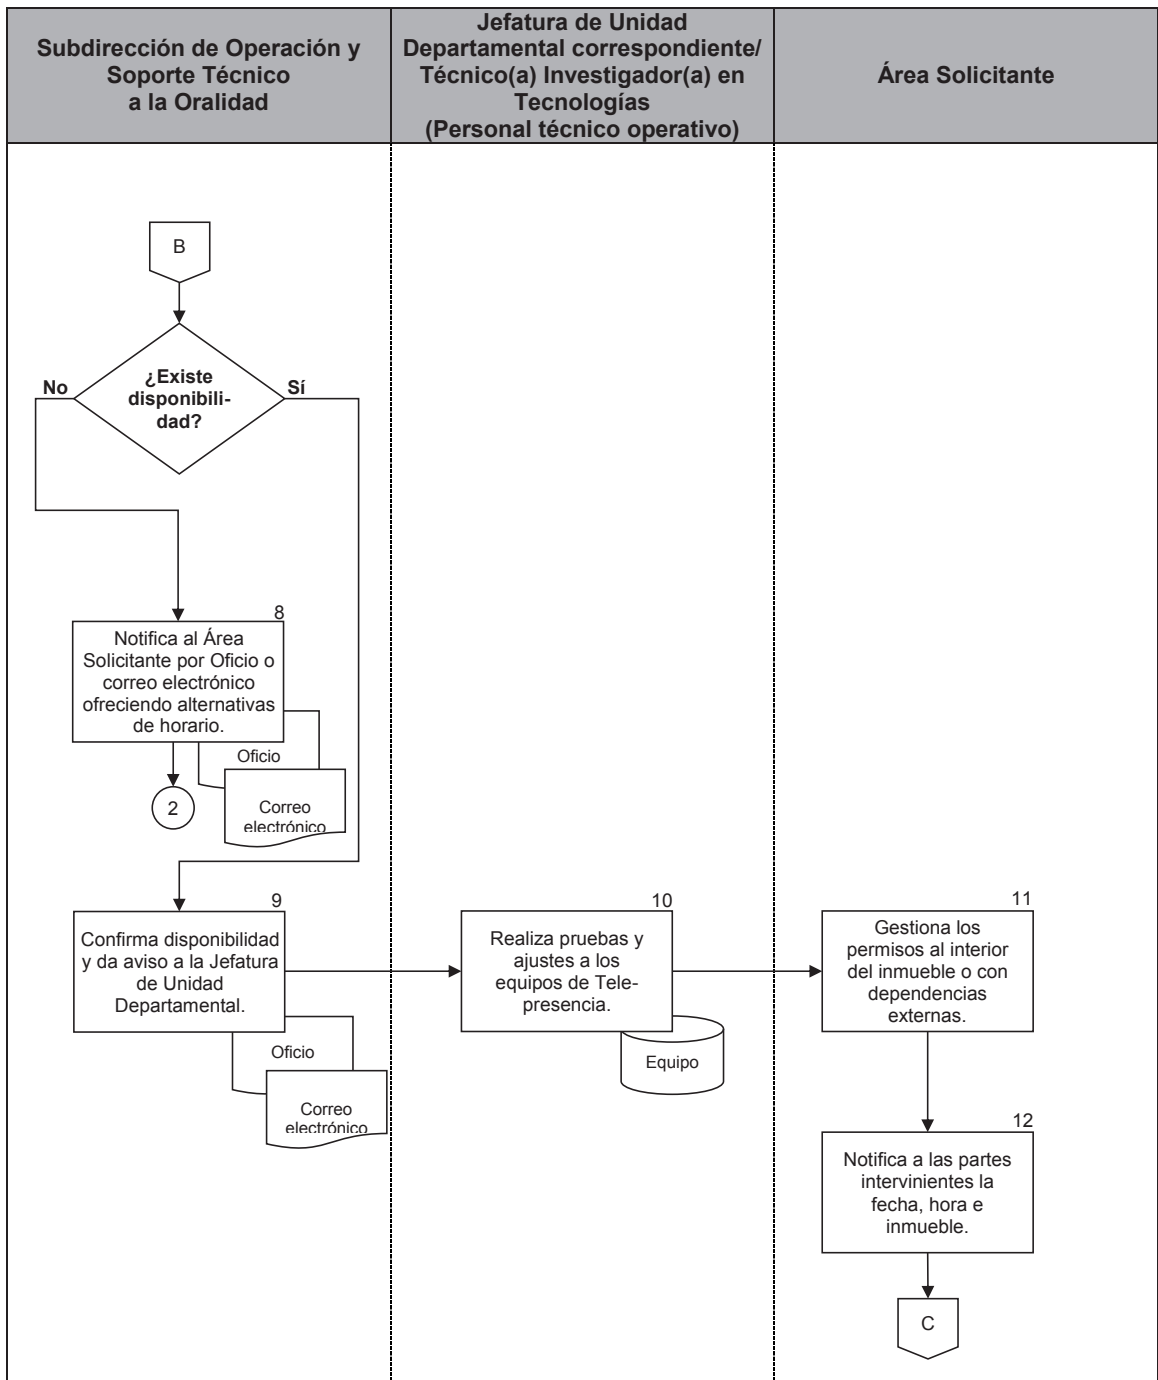 Subdirección de Operación y
Soporte Técnico
a la Oralidad
Jefatura de Unidad
Departamental correspondiente/
Técnico(a) Investigador(a) en
Tecnologías
(Personal técnico operativo)
Área Solicitante
B
¿Existe
disponibili-
dad?
No
Sí
8
Notifica al Área
Solicitante por Oficio o
correo electrónico
ofreciendo alternativas
de horario.
Oficio
Correo
electrónico
2
9
Confirma disponibilidad
y da aviso a la Jefatura
de Unidad
Departamental.
Oficio
Correo
electrónico
10
Realiza pruebas y
ajustes a los
equipos de Tele-
presencia.
Equipo
11
Gestiona los
permisos al interior
del inmueble o con
dependencias
externas.
12
Notifica a las partes
intervinientes la
fecha, hora e
inmueble.
C